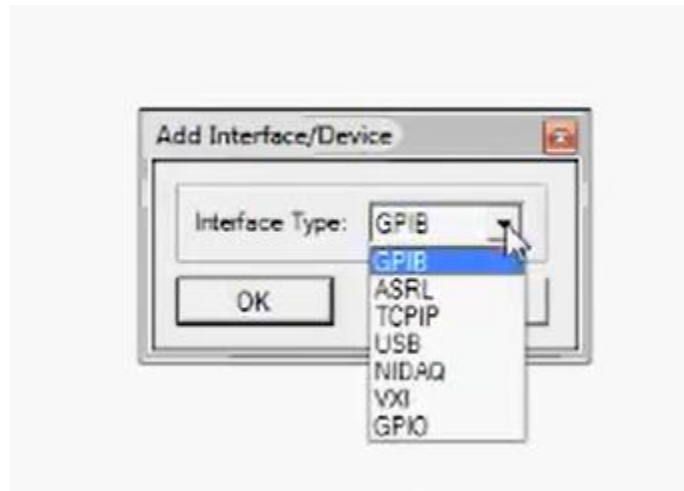 Add Interface/Device
Interface Type: GPIB
GPIB
ASRL
TCPIP
USB
NIDAQ
VXI
GPIO
OK